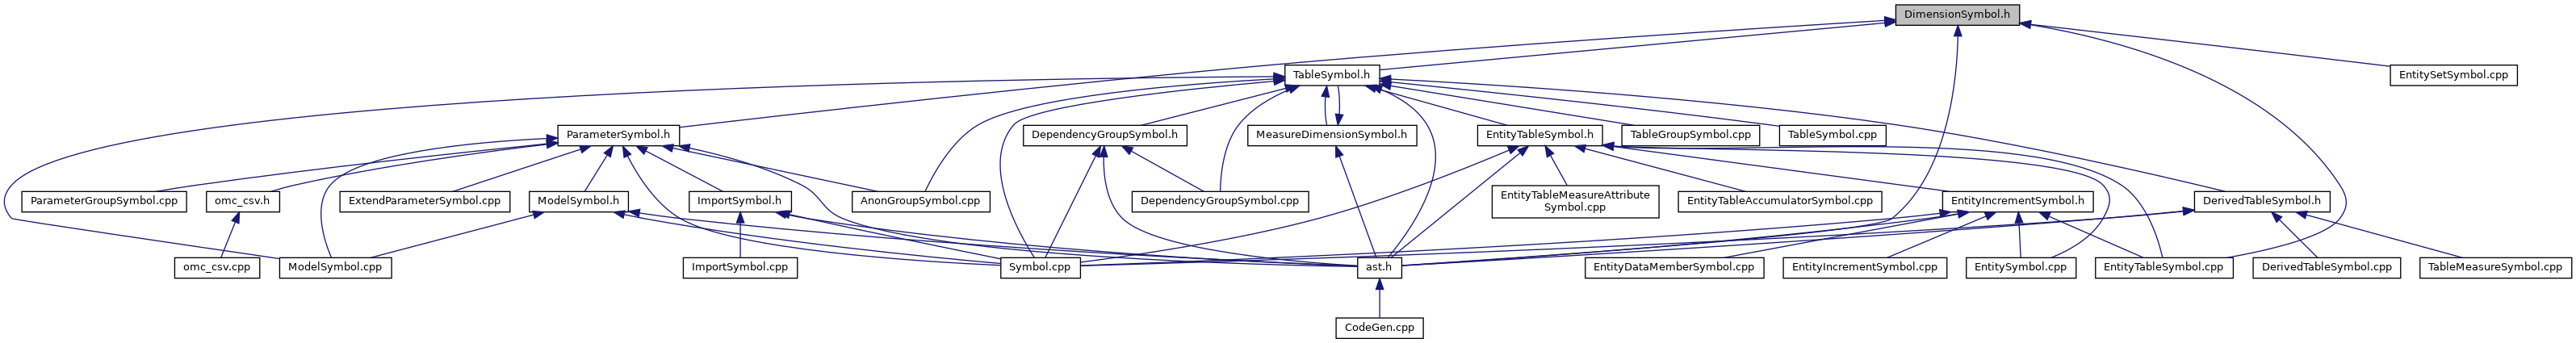 DimensionSymbol.h
TableSymbol.h
EntitySetSymbol.cpp
ParameterSymbol.h
DependencyGroupSymbol.h
MeasureDimensionSymbol.h
EntityTableSymbol.h
TableGroupSymbol.cpp
TableSymbol.cpp
ParameterGroupSymbol.cpp
omc_csv.h
ExtendParameterSymbol.cpp
ModelSymbol.h
ImportSymbol.h
AnonGroupSymbol.cpp
DependencyGroupSymbol.cpp
EntityTableMeasureAttribute
Symbol.cpp
EntityTableAccumulatorSymbol.cpp
EntityIncrementSymbol.h
DerivedTableSymbol.h
omc_csv.cpp
ModelSymbol.cpp
ImportSymbol.cpp
Symbol.cpp
ast.h
EntityDataMemberSymbol.cpp
EntityIncrementSymbol.cpp
EntitySymbol.cpp
EntityTableSymbol.cpp
DerivedTableSymbol.cpp
TableMeasureSymbol.cpp
CodeGen.cpp